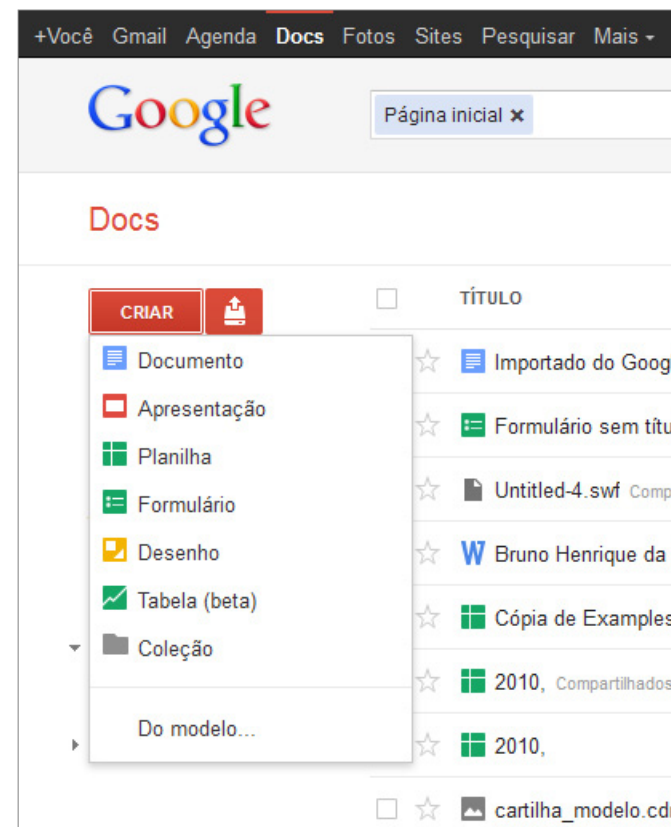 +Você Gmail Agenda Docs Fotos Sites Pesquisar Mais
Google
Página inicial
Docs
CRIAR
TÍTULO
Documento
Importado do Goog
Apresentação
Formulário sem títu
Planilha
Formulário
Untitled-4.swf Comp
Desenho
Bruno Henrique da
Tabela (beta)
Cópia de Examples
Coleção
2010, Compartilhados
Do modelo...
2010,
cartilha_modelo.cd